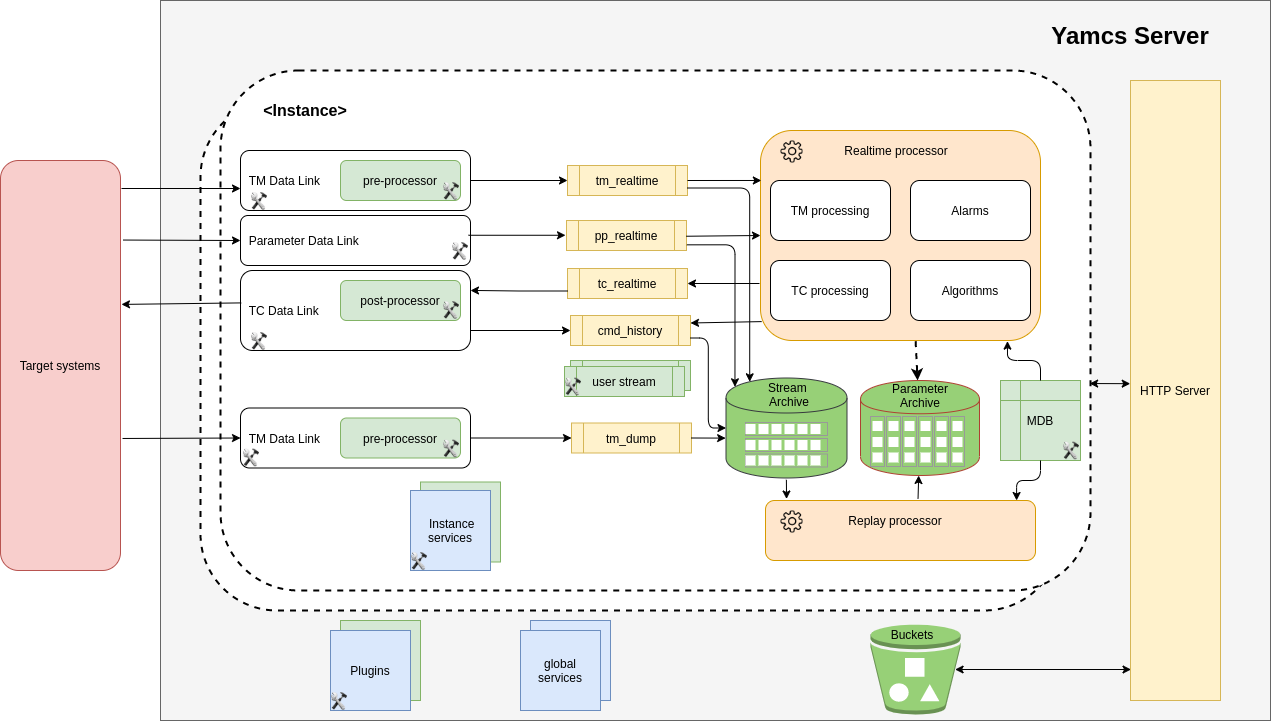 Yamcs Server
<Instance>
Target systems
TM Data Link
pre-processor
Parameter Data Link
TC Data Link
post-processor
TM Data Link
pre-processor
tm_realtime
pp_realtime
tc_realtime
cmd_history
user stream
tm_dump
Realtime processor
TM processing
Alarms
TC processing
Algorithms
Stream
Archive
Parameter
Archive
MDB
Replay processor
HTTP Server
Instance
services
Plugins
global
services
Buckets